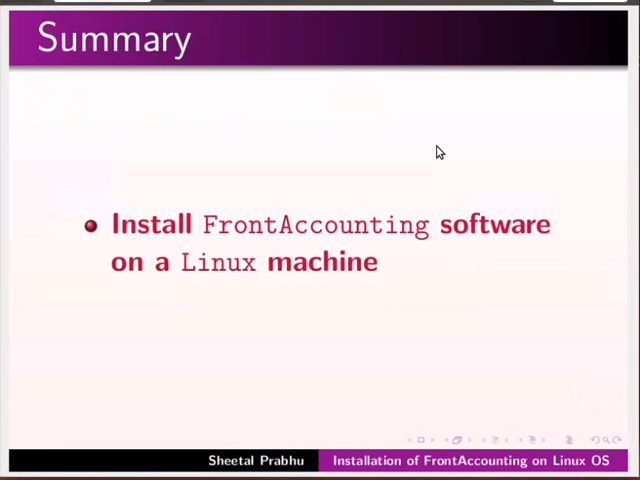 Summary
Install FrontAccounting software
on a Linux machine
Sheetal Prabhu
Installation of FrontAccounting on Linux OS